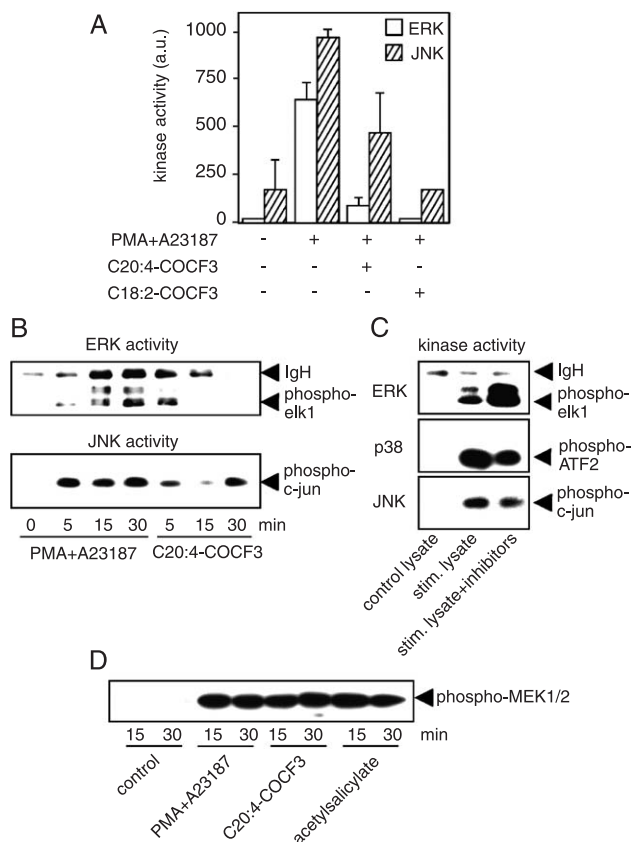 A
kinase activity (a.u.)
1000
750
500
250
0
ERK
JNK
PMA+A23187 - + + +
C20:4-COCF3 - - + -
C18:2-COCF3 - - - +
B
ERK activity
IgH
phospho-
elk1
JNK activity
phospho-
c-jun
0 5 15 30 5 15 30 min
PMA+A23187 C20:4-COCF3
C
kinase activity
ERK
IgH
phospho-
elk1
p38
phospho-
ATF2
JNK
phospho-
c-jun
control lysate
stim. lysate
stim. lysate+inhibitors
D
phospho-MEK1/2
15 30 15 30 15 30 15 30 min
control
PMA+A23187
C20:4-COCF3
acetylsalicylate